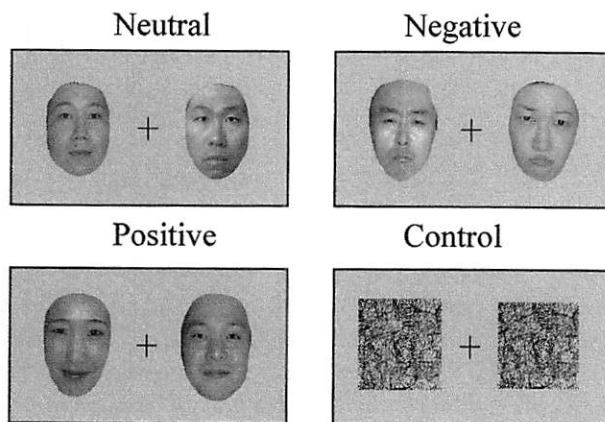 Neutral
Negative
+
+
Positive
Control
+
+